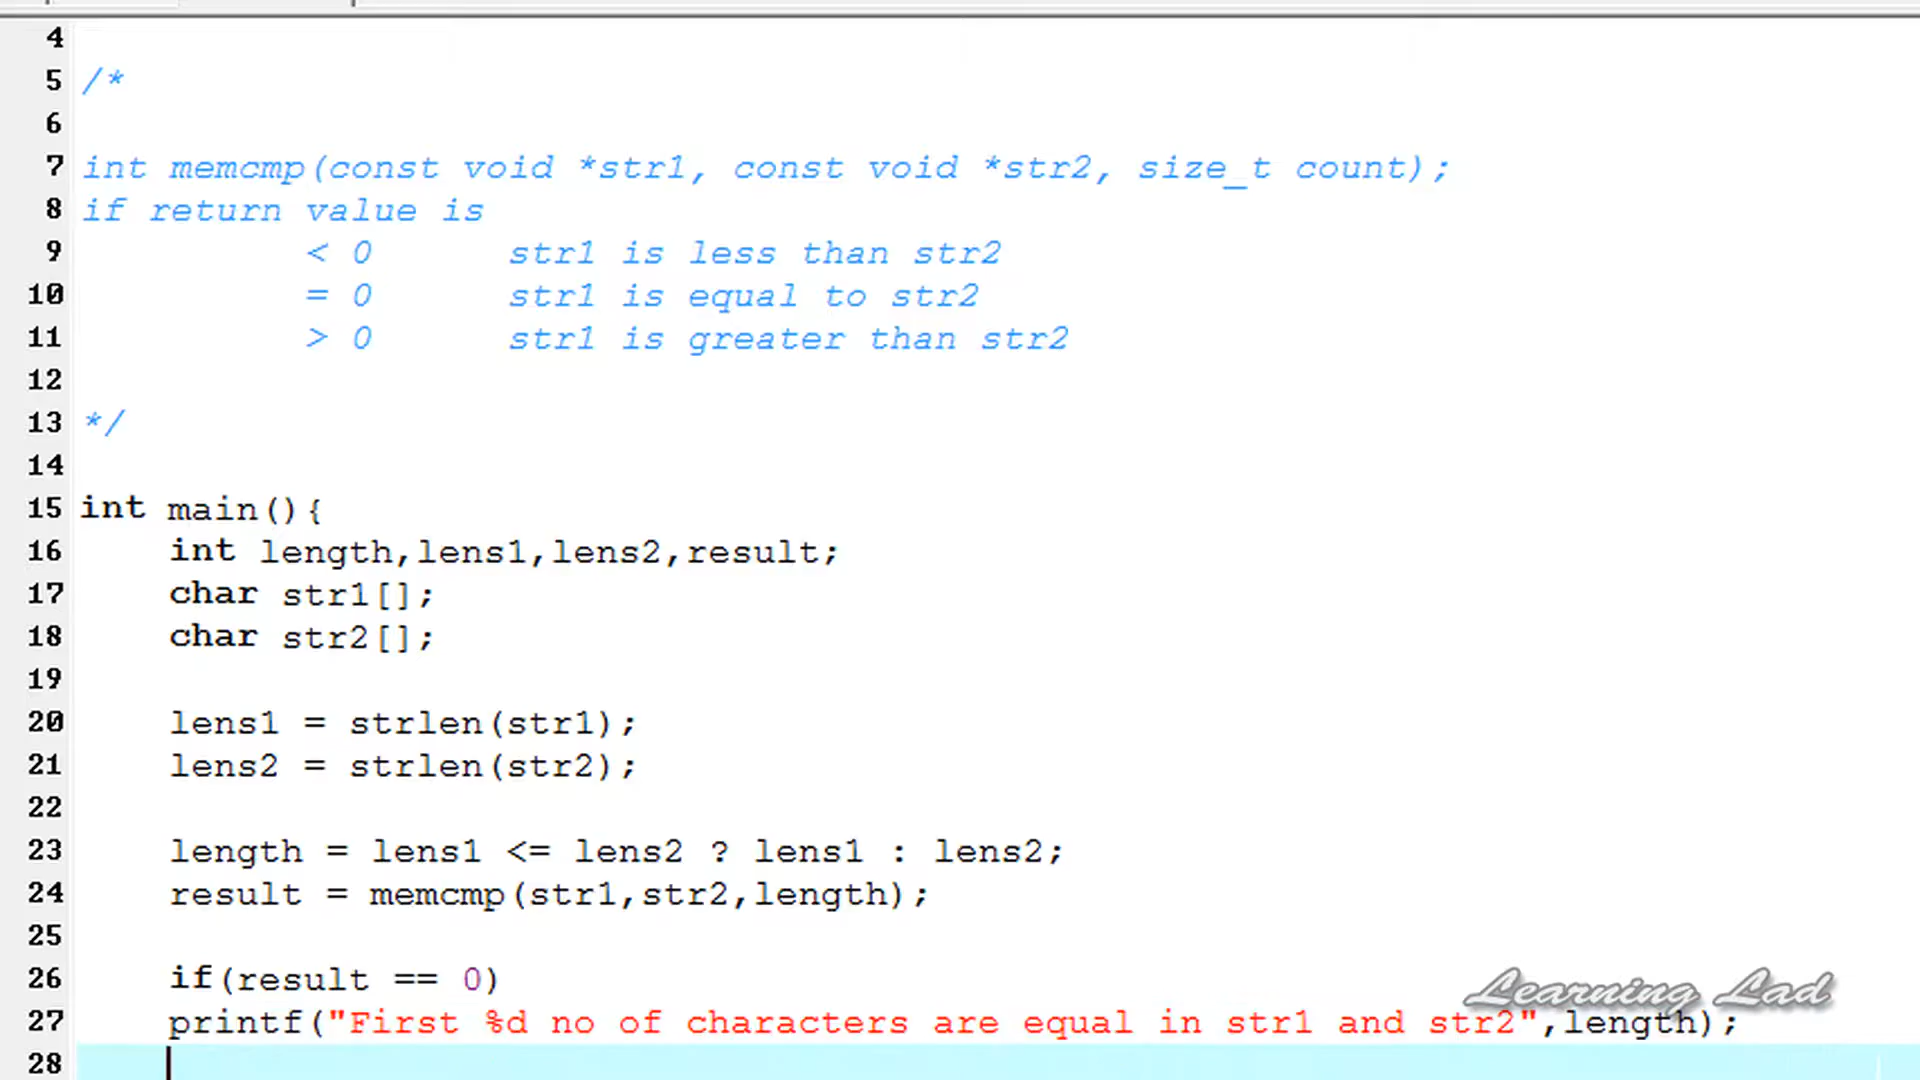 4
5 /*
6
7 int memcmp(const void *str1, const void *str2, size_t count);
8 if return value is
9 < 0 str1 is less than str2
10 = 0 str1 is equal to str2
11 > 0 str1 is greater than str2
12
13 */
14
15 int main(){
16 int length,lens1,lens2,result;
17 char str1[];
18 char str2[];
19
20 lens1 = strlen(str1);
21 lens2 = strlen(str2);
22
23 length = lens1 <= lens2 ? lens1 : lens2;
24 result = memcmp(str1,str2,length);
25
26 if(result == 0)
Learning Lad
27 printf("First %d no of characters are equal in str1 and str2",length);
28